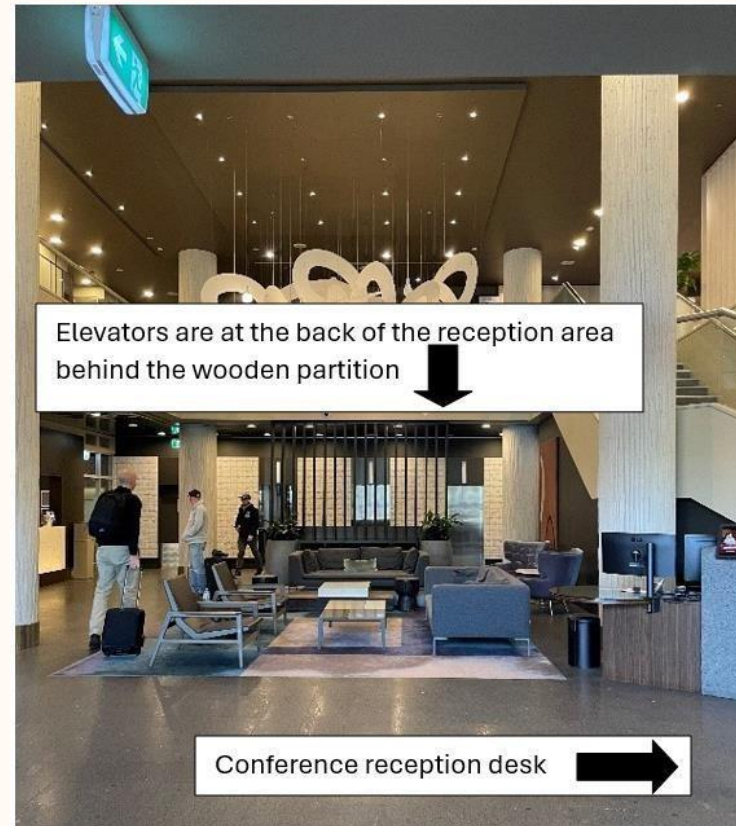 Elevators are at the back of the reception area
behind the wooden partition
Conference reception desk